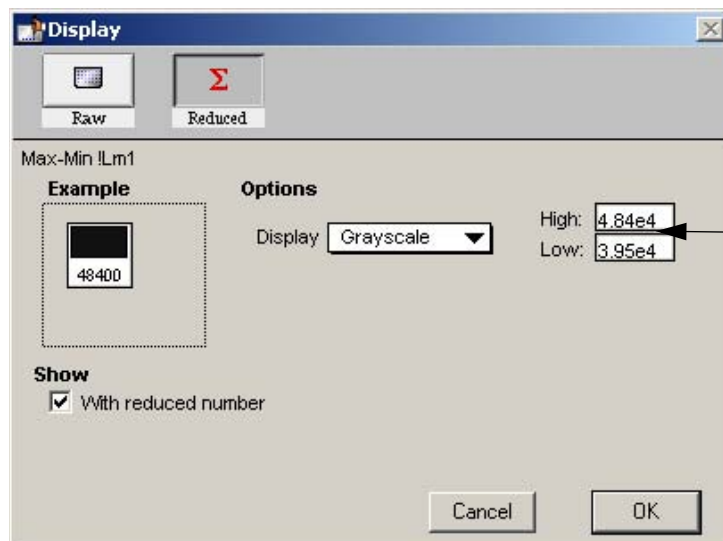 Display
Raw
Reduced
Σ
Max-Min !Lm1
Example
48400
Options
Display
Grayscale
High: 4.84e4
Low: 3.95e4
Show
With reduced number
Cancel
OK